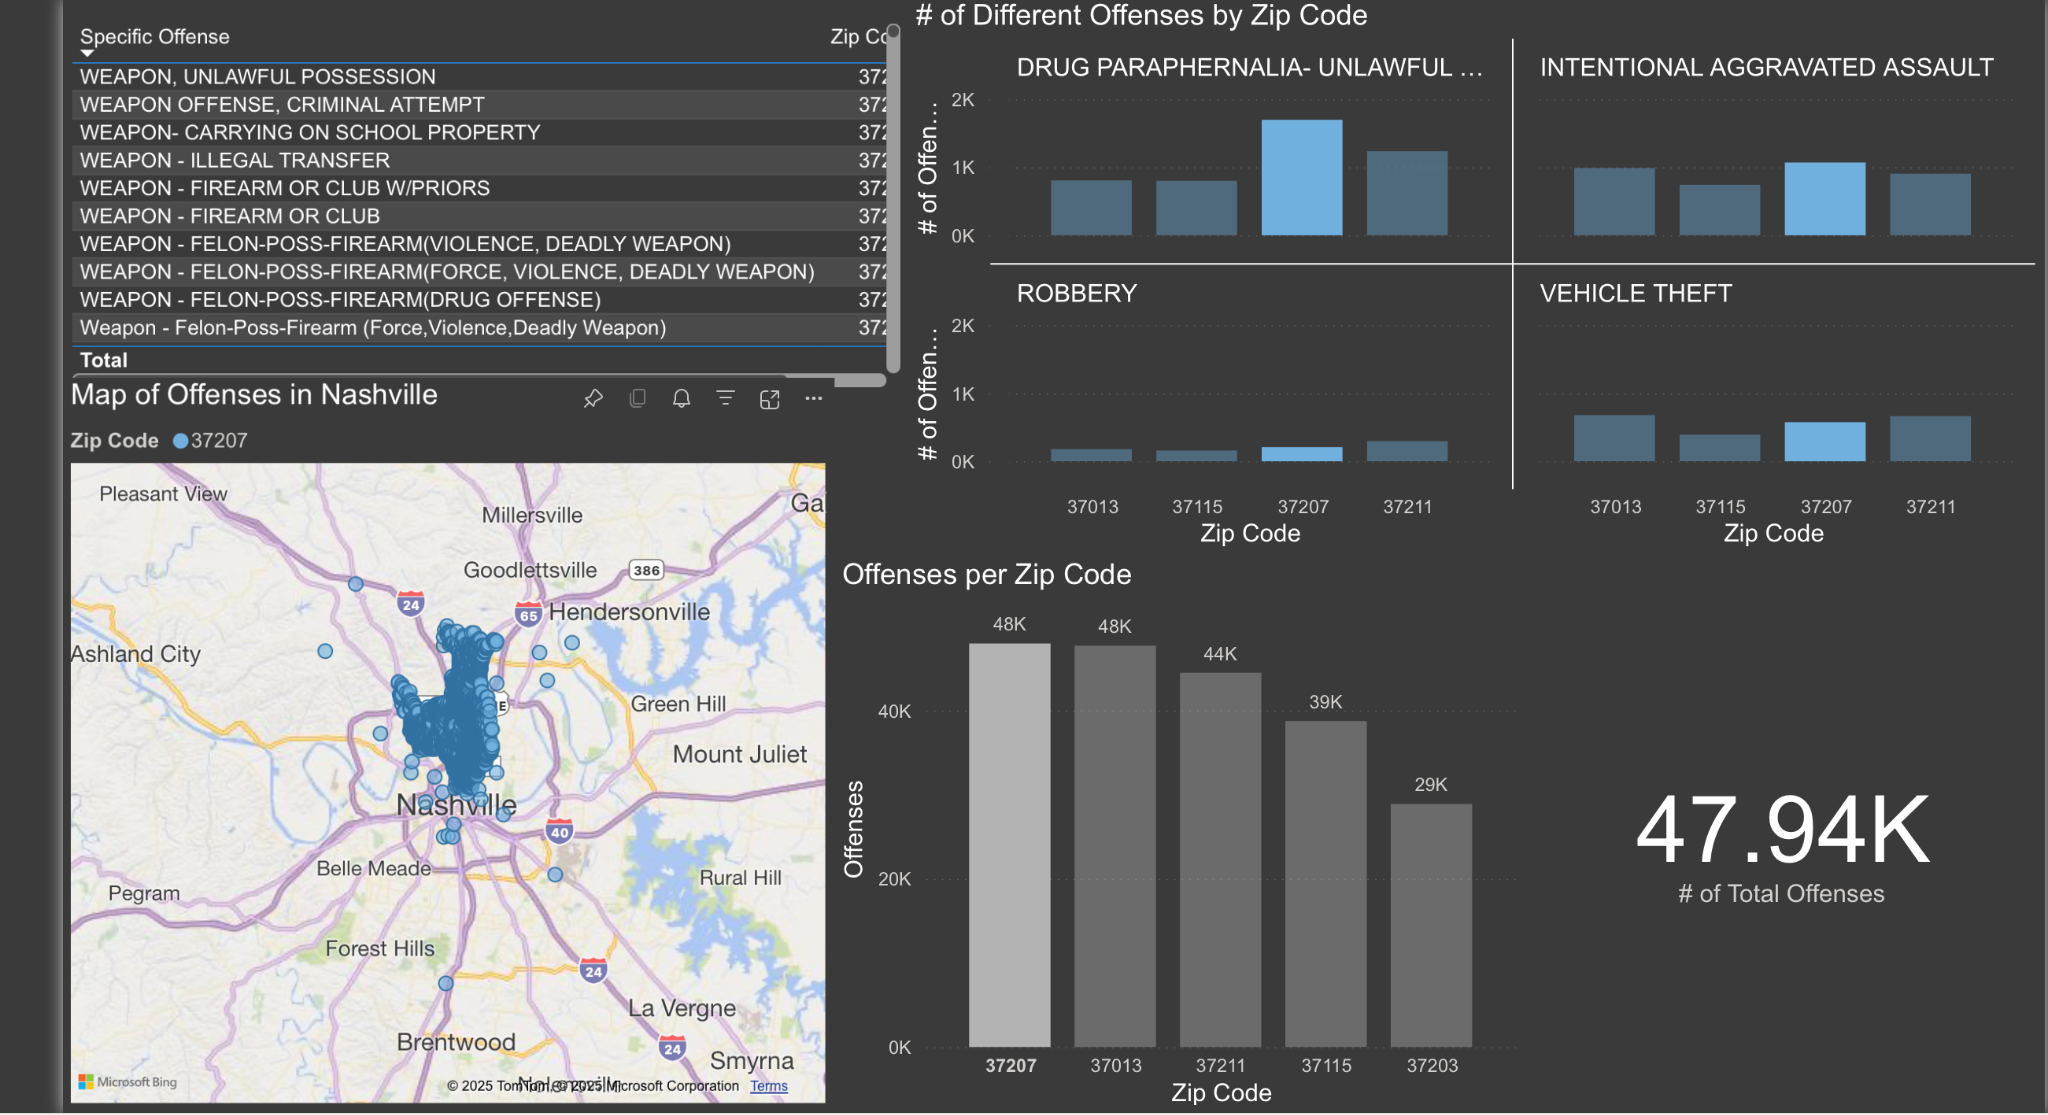 Specific Offense Zip Co
WEAPON, UNLAWFUL POSSESSION 372
WEAPON OFFENSE, CRIMINAL ATTEMPT 372
WEAPON- CARRYING ON SCHOOL PROPERTY 372
WEAPON - ILLEGAL TRANSFER 372
WEAPON - FIREARM OR CLUB W/PRIORS 372
WEAPON - FIREARM OR CLUB 372
WEAPON - FELON-POSS-FIREARM(VIOLENCE, DEADLY WEAPON) 372
WEAPON - FELON-POSS-FIREARM(FORCE, VIOLENCE, DEADLY WEAPON) 372
WEAPON - FELON-POSS-FIREARM(DRUG OFFENSE) 372
Weapon - Felon-Poss-Firearm (Force,Violence,Deadly Weapon) 372
Total
Map of Offenses in Nashville
Zip Code 37207
Pleasant View
Ga
Millersville
Goodlettsville 386
24
65 Hendersonville
Ashland City
Green Hill
E
Mount Juliet
Nashville
40
Belle Meade
Rural Hill
Pegram
Forest Hills
24
La Vergne
Brentwood
24
Smyrna
Microsoft Bing
© 2025 TomTom, © 2025 Microsoft Corporation Terms
# of Different Offenses by Zip Code
DRUG PARAPHERNALIA- UNLAWFUL …
INTENTIONAL AGGRAVATED ASSAULT
# of Offen…
2K
1K
0K
ROBBERY
VEHICLE THEFT
# of Offen…
2K
1K
0K
37013 37115 37207 37211
Zip Code
37013 37115 37207 37211
Zip Code
Offenses per Zip Code
48K
48K
44K
39K
29K
Offenses
40K
20K
0K
37207 37013 37211 37115 37203
Zip Code
47.94K
# of Total Offenses